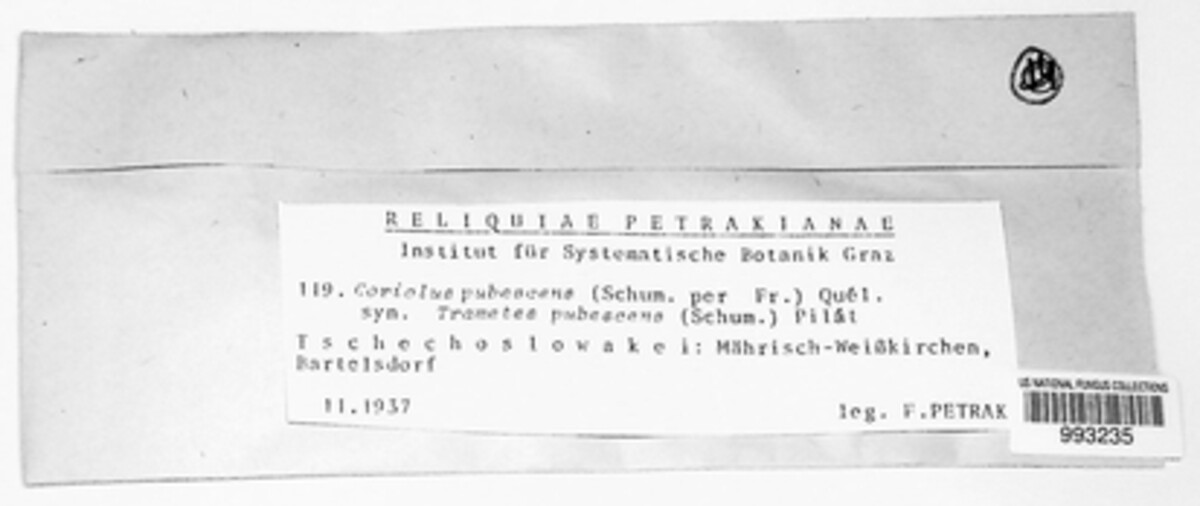 RELIQUIAE PETRAKIANAE
Institut für Systematische Botanik Graz
119. Coriolus pubescens (Schum. per Fr.) Quél.
syn. Trametes pubescens (Schum.) Pilát
Tschechoslowakei: Mährisch-Weißkirchen,
Bartelsdorf
11.1937
leg. F.PETRAK
US NATIONAL FUNGUS COLLECTIONS
993235